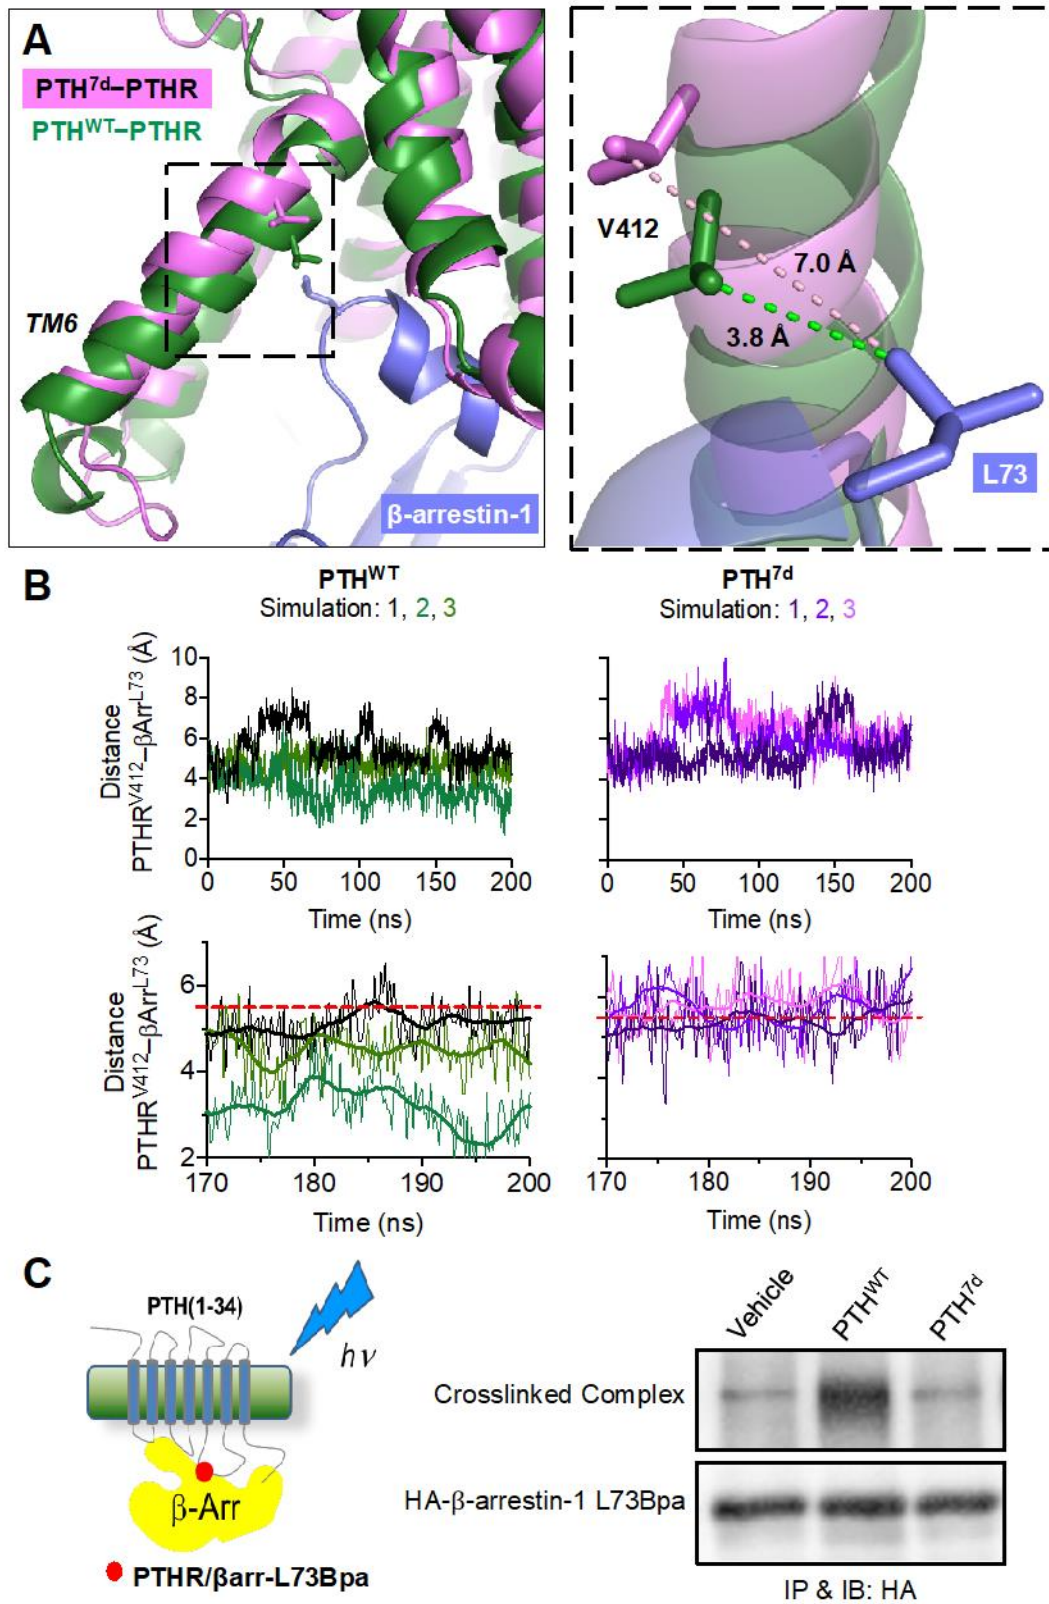 A
PTH7d–PTHR
PTHWT–PTHR
TM6
β-arrestin-1
V412
7.0 Å
3.8 Å
L73
B
PTHWT
Simulation: 1, 2, 3
PTH7d
Simulation: 1, 2, 3
Distance
PTHRV412–βArrL73 (Å)
10
8
6
4
2
0
0 50 100 150 200
Time (ns)
0 50 100 150 200
Time (ns)
Distance
PTHRV412–βArrL73 (Å)
6
4
2
170 180 190 200
Time (ns)
170 180 190 200
Time (ns)
C
PTH(1-34)
hν
β-Arr
PTHR/βarr-L73Bpa
Vehicle
PTHWT
PTH7d
Crosslinked Complex
HA-β-arrestin-1 L73Bpa
IP & IB: HA